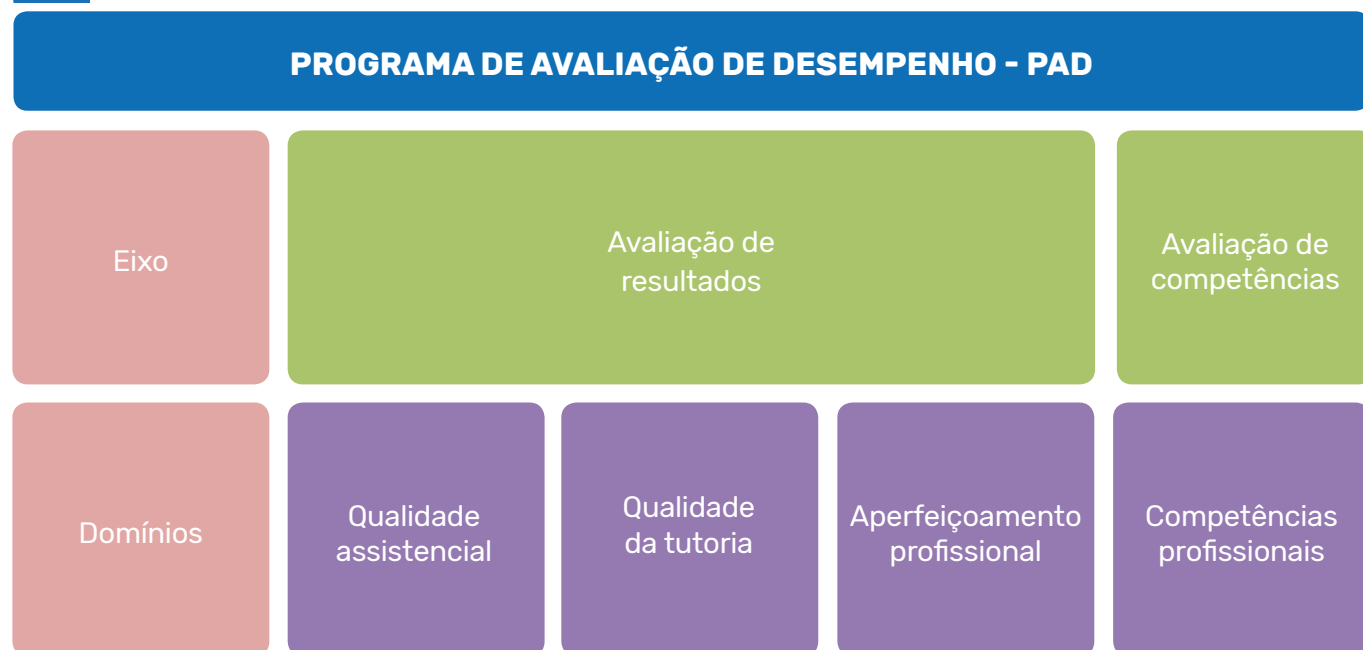 PROGRAMA DE AVALIAÇÃO DE DESEMPENHO - PAD
Eixo
Avaliação de
resultados
Avaliação de
competências
Domínios
Qualidade
assistencial
Qualidade
da tutoria
Aperfeiçoamento
profissional
Competências
profissionais